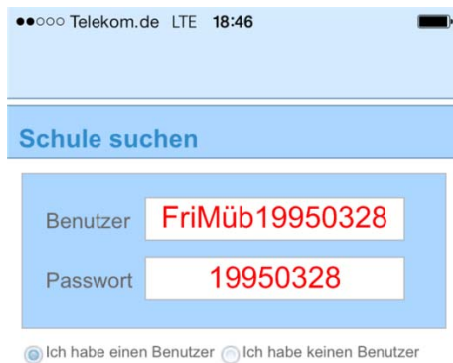 Telekom.de LTE 18:46
Schule suchen
Benutzer FriMüb19950328
Passwort 19950328
Ich habe einen Benutzer Ich habe keinen Benutzer